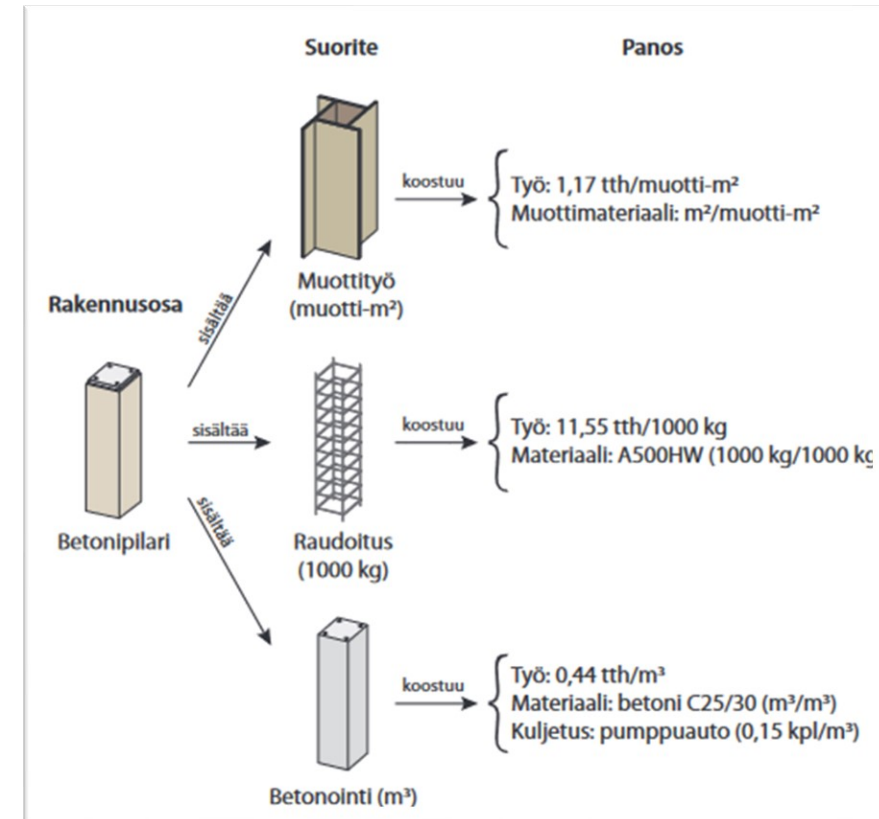 Suorite
Panos
koostuu
Työ: 1,17 tth/muotti-m²
Muottimateriaali: m²/muotti-m²
Muottityö
(muotti-m²)
Rakennusosa
sisältää
sisältää
koostuu
Työ: 11,55 tth/1000 kg
Materiaali: A500HW (1000 kg/1000 kg
sisältää
Betonipilari
Raudoitus
(1000 kg)
koostuu
Työ: 0,44 tth/m³
Materiaali: betoni C25/30 (m³/m³)
Kuljetus: pumppuauto (0,15 kpl/m³)
Betonointi (m³)